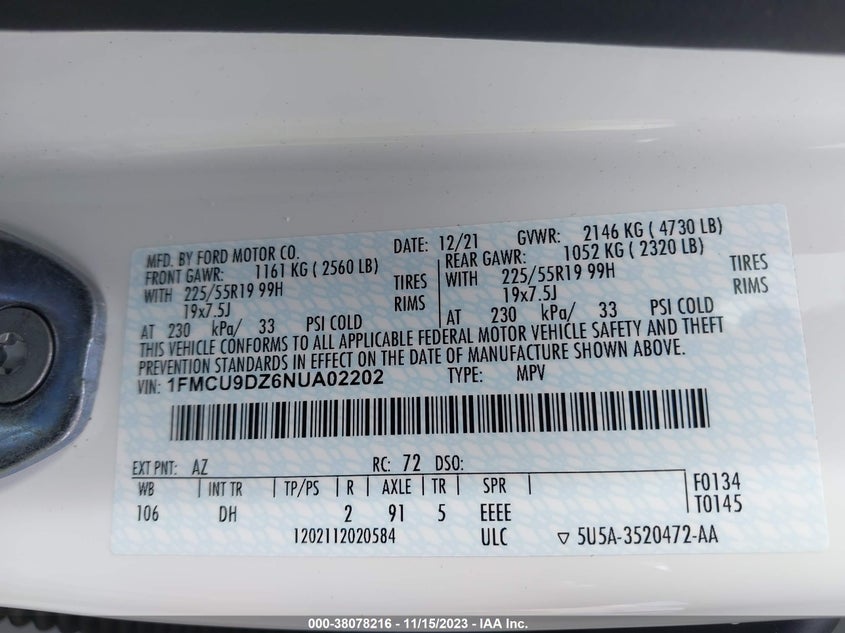 MFD. BY FORD MOTOR CO. DATE: 12/21 GVWR: 2146 KG ( 4730 LB)
FRONT GAWR: 1161 KG ( 2560 LB) REAR GAWR: 1052 KG ( 2320 LB)
WITH 225/55R19 99H TIRES WITH 225/55R19 99H TIRES
19x7.5J RIMS 19x7.5J RIMS
AT 230 kPa/ 33 PSI COLD AT 230 kPa/ 33 PSI COLD
THIS VEHICLE CONFORMS TO ALL APPLICABLE FEDERAL MOTOR VEHICLE SAFETY AND THEFT
PREVENTION STANDARDS IN EFFECT ON THE DATE OF MANUFACTURE SHOWN ABOVE.
VIN: 1FMCU9DZ6NUA02202 TYPE: MPV
EXT PNT: AZ RC: 72 DSO:
WB | INT TR | TP/PS | R | AXLE | TR | SPR | F0134
106 DH 2 91 5 EEEE T0145
1202112020584 ULC ▽ 5U5A-3520472-AA
000-38078216 - 11/15/2023 - IAA Inc.